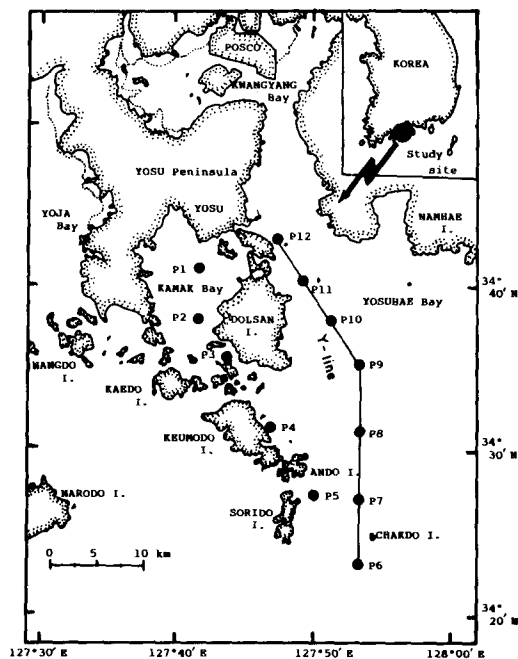 POSCO
KOREA
KWANGYANG
Bay
Study
site
YOSU Peninsula
YOSU
YOJA
Bay
NAMHAE
I.
P12
P1
34°
40' N
KAMAK Bay
P11
YOSUHAE Bay
P2
DOLSAN
I.
P10
Y-line
NANGDO
I.
P3
P9
KAEDO
I.
P4
P8
KEUMODO
I.
34°
30' N
ANDO I.
NARODO I.
P5
P7
SORIDO
I.
CHAKDO I.
0 5 10 km
P6
34°
20' N
127°30' E
127°40' E
127°50' E
128°00' E